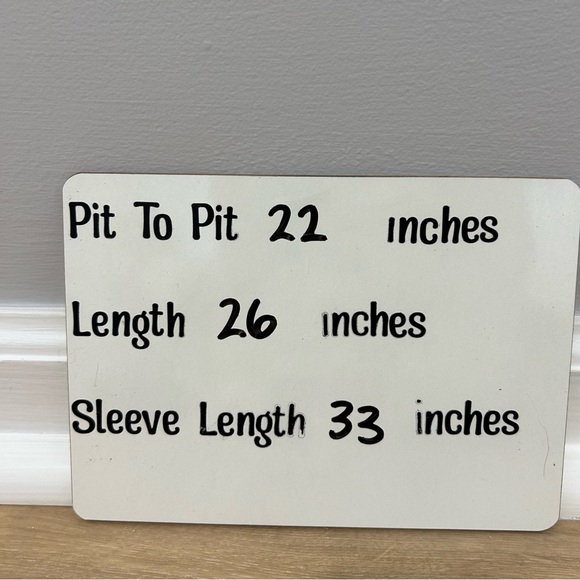 Pit To Pit 22 inches
Length 26 inches
Sleeve Length 33 inches